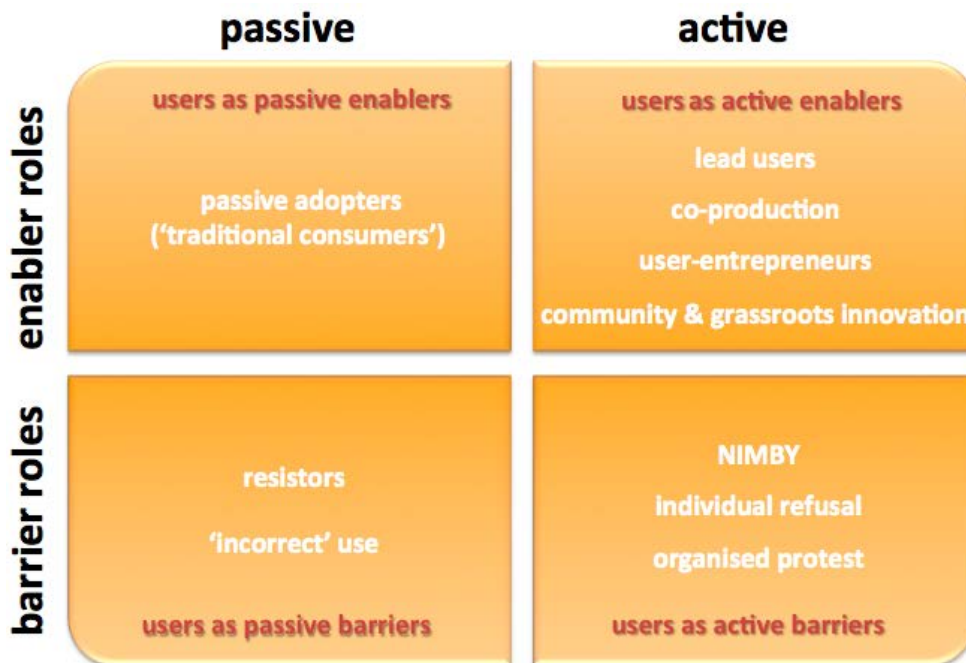 passive
active
enabler roles
users as passive enablers
passive adopters
(‘traditional consumers’)
users as active enablers
lead users
co-production
user-entrepreneurs
community & grassroots innovation
barrier roles
resistors
‘incorrect’ use
users as passive barriers
NIMBY
individual refusal
organised protest
users as active barriers